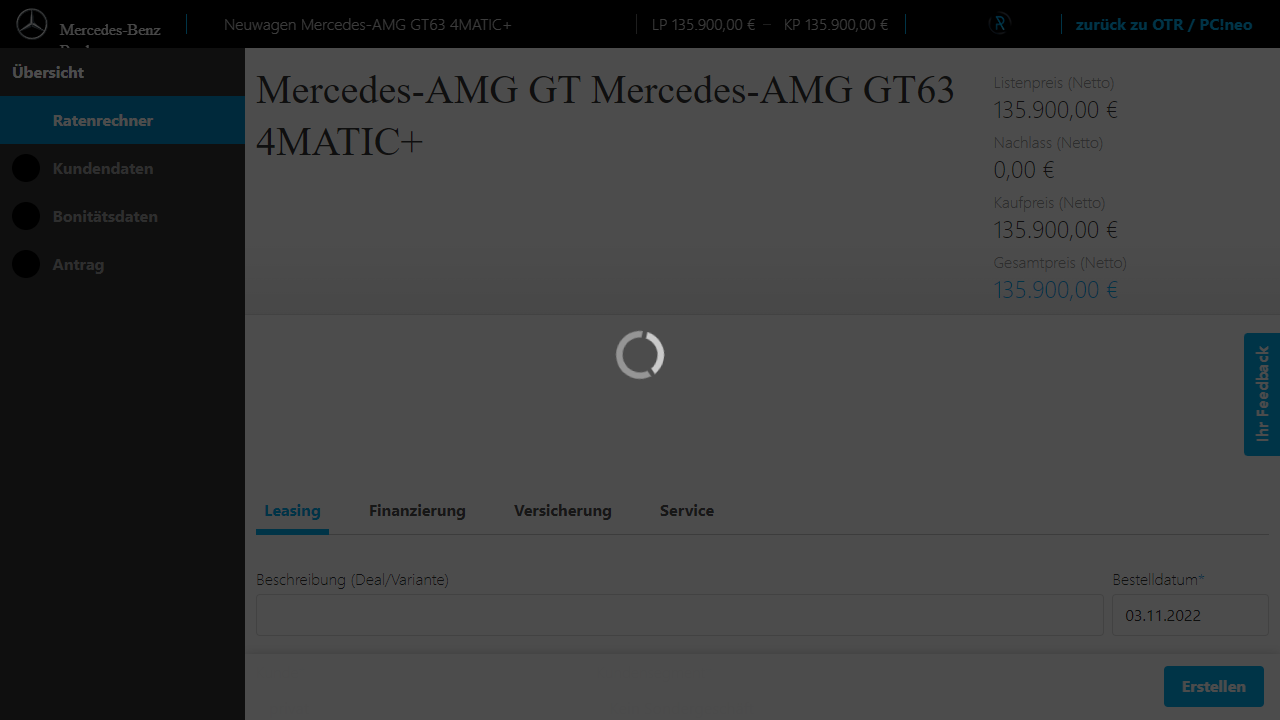 Mercedes-Benz
Neuwagen Mercedes-AMG GT63 4MATIC+
LP 135.900,00 € – KP 135.900,00 €
zurück zu OTR / PC!neo
Übersicht
Ratenrechner
Kundendaten
Bonitätsdaten
Antrag
Mercedes-AMG GT Mercedes-AMG GT63
4MATIC+
Listenpreis (Netto)
135.900,00 €
Nachlass (Netto)
0,00 €
Kaufpreis (Netto)
135.900,00 €
Gesamtpreis (Netto)
135.900,00 €
Ihr Feedback
Leasing Finanzierung Versicherung Service
Beschreibung (Deal/Variante)
Bestelldatum*
03.11.2022
Erstellen